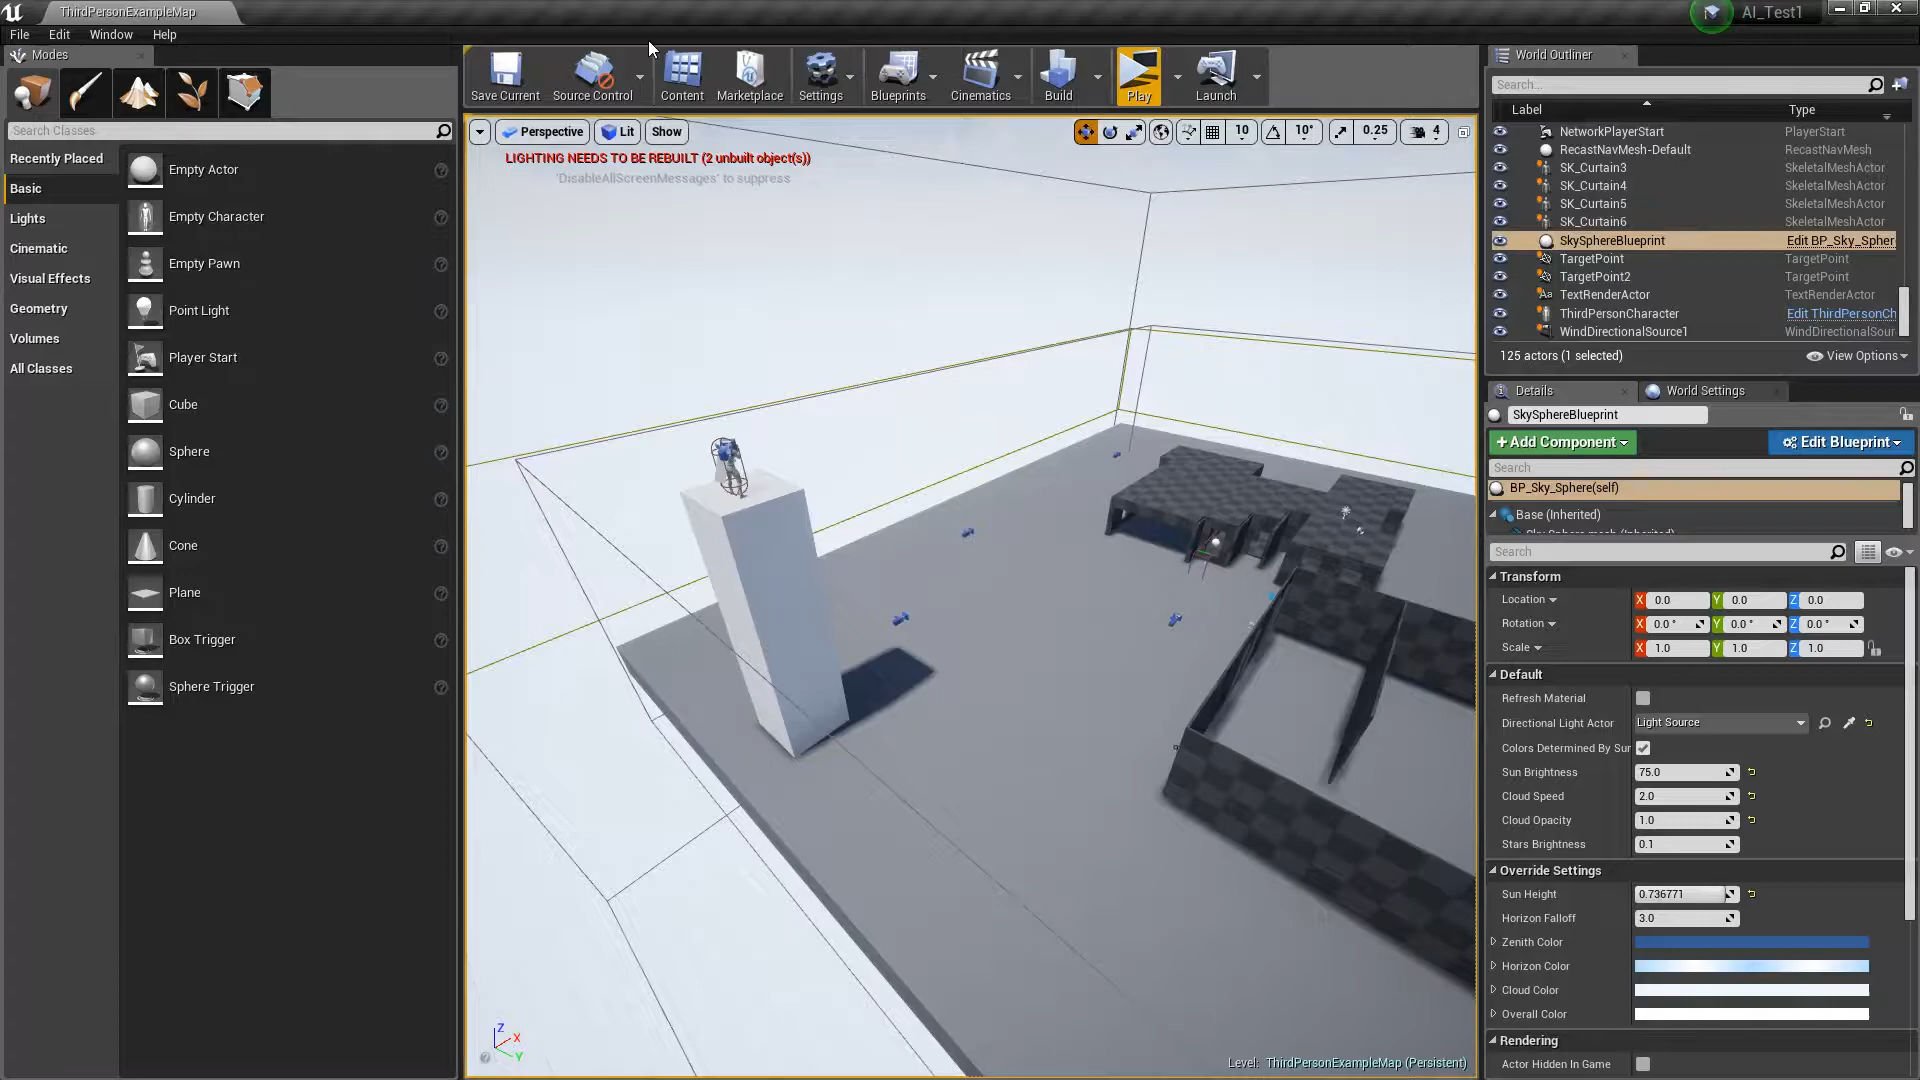 ThirdPersonExampleMap
AI_Test1
File Edit Window Help
Modes
Search Classes
Recently Placed
Basic
Lights
Cinematic
Visual Effects
Geometry
Volumes
All Classes
Empty Actor
Empty Character
Empty Pawn
Point Light
Player Start
Cube
Sphere
Cylinder
Cone
Plane
Box Trigger
Sphere Trigger
Save Current Source Control Content Marketplace Settings Blueprints Cinematics Build Play Launch
Perspective Lit Show 10 10° 0.25 4
LIGHTING NEEDS TO BE REBUILT (2 unbuilt object(s))
'DisableAllScreenMessages' to suppress
Z
X
Y
Level: ThirdPersonExampleMap (Persistent)
World Outliner
Search...
Label Type
NetworkPlayerStart PlayerStart
RecastNavMesh-Default RecastNavMesh
SK_Curtain3 SkeletalMeshActor
SK_Curtain4 SkeletalMeshActor
SK_Curtain5 SkeletalMeshActor
SK_Curtain6 SkeletalMeshActor
SkySphereBlueprint Edit BP_Sky_Spher
TargetPoint TargetPoint
TargetPoint2 TargetPoint
TextRenderActor TextRenderActor
ThirdPersonCharacter Edit ThirdPersonCh
WindDirectionalSource1 WindDirectionalSour
125 actors (1 selected) View Options
Details World Settings
SkySphereBlueprint
+Add Component Edit Blueprint
Search
BP_Sky_Sphere(self)
Base (Inherited)
Search
Transform
Location X 0.0 Y 0.0 Z 0.0
Rotation X 0.0 ° Y 0.0 ° Z 0.0 °
Scale X 1.0 Y 1.0 Z 1.0
Default
Refresh Material
Directional Light Actor Light Source
Colors Determined By Sur
Sun Brightness 75.0
Cloud Speed 2.0
Cloud Opacity 1.0
Stars Brightness 0.1
Override Settings
Sun Height 0.736771
Horizon Falloff 3.0
Zenith Color
Horizon Color
Cloud Color
Overall Color
Rendering
Actor Hidden In Game